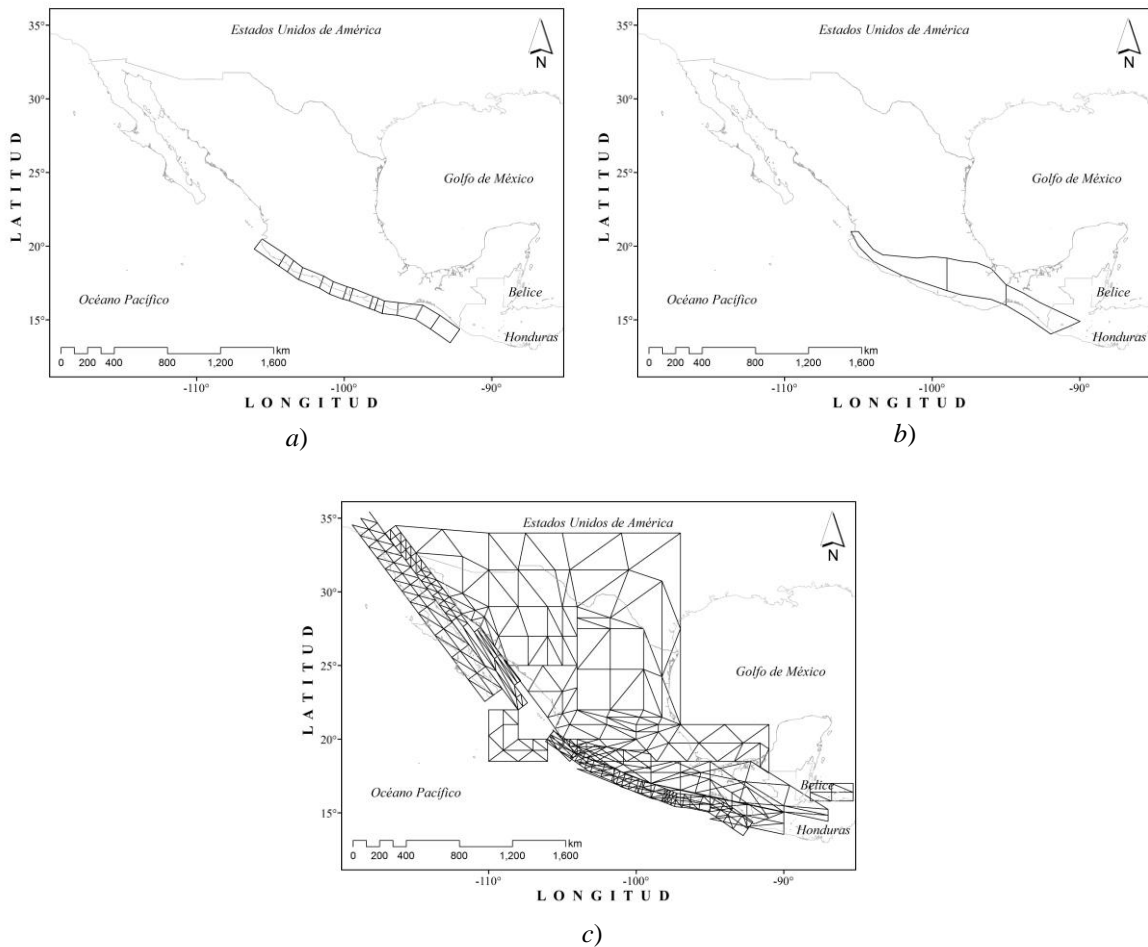 35°
30°
25°
20°
15°
L A T I T U D
Estados Unidos de América
N
Golfo de México
Océano Pacífico
Belice
Honduras
km
0 200 400 800 1,200 1,600
-110° -100° -90°
L O N G I T U D
a)
35°
30°
25°
20°
15°
L A T I T U D
Estados Unidos de América
N
Golfo de México
Océano Pacífico
Belice
Honduras
km
0 200 400 800 1,200 1,600
-110° -100° -90°
L O N G I T U D
b)
35°
30°
25°
20°
15°
L A T I T U D
Estados Unidos de América
N
Golfo de México
Océano Pacífico
Belice
Honduras
km
0 200 400 800 1,200 1,600
-110° -100° -90°
L O N G I T U D
c)